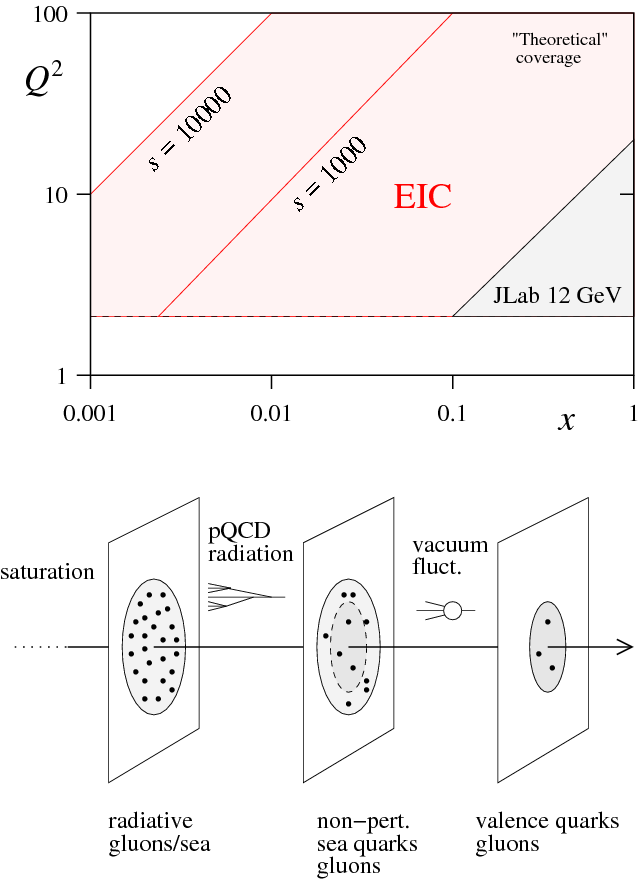 100
"Theoretical"
coverage
Q²
s = 10000
s = 1000
10
EIC
JLab 12 GeV
1
0.001
0.01
0.1
x
1
pQCD
radiation
vacuum
fluct.
saturation
radiative
gluons/sea
non−pert.
sea quarks
gluons
valence quarks
gluons